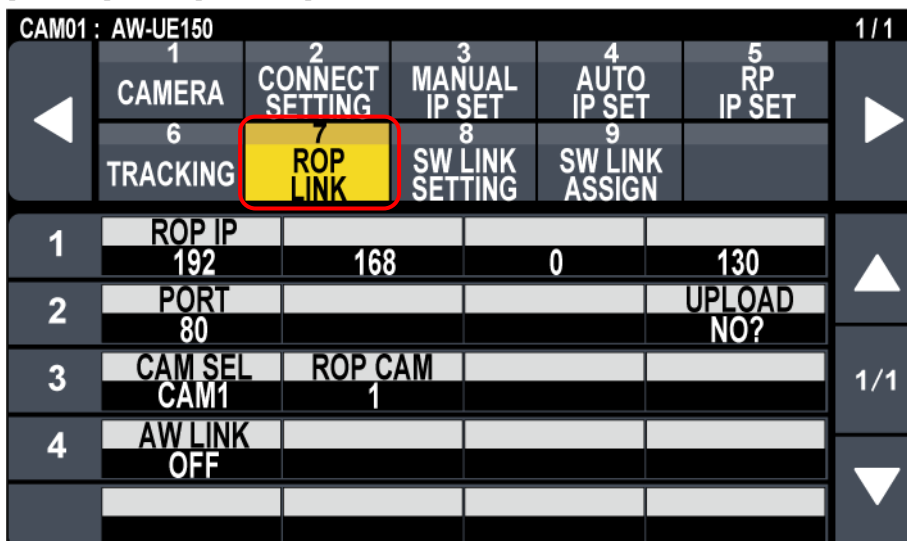 CAM01 : AW-UE150 1/1
1 2 3 4 5
CAMERA CONNECT SETTING MANUAL IP SET AUTO IP SET RP IP SET
6 7 8 9
TRACKING ROP LINK SW LINK SETTING SW LINK ASSIGN
1 ROP IP
192 168 0 130
2 PORT UPLOAD
80 NO?
3 CAM SEL ROP CAM
CAM1 1
1/1
4 AW LINK
OFF